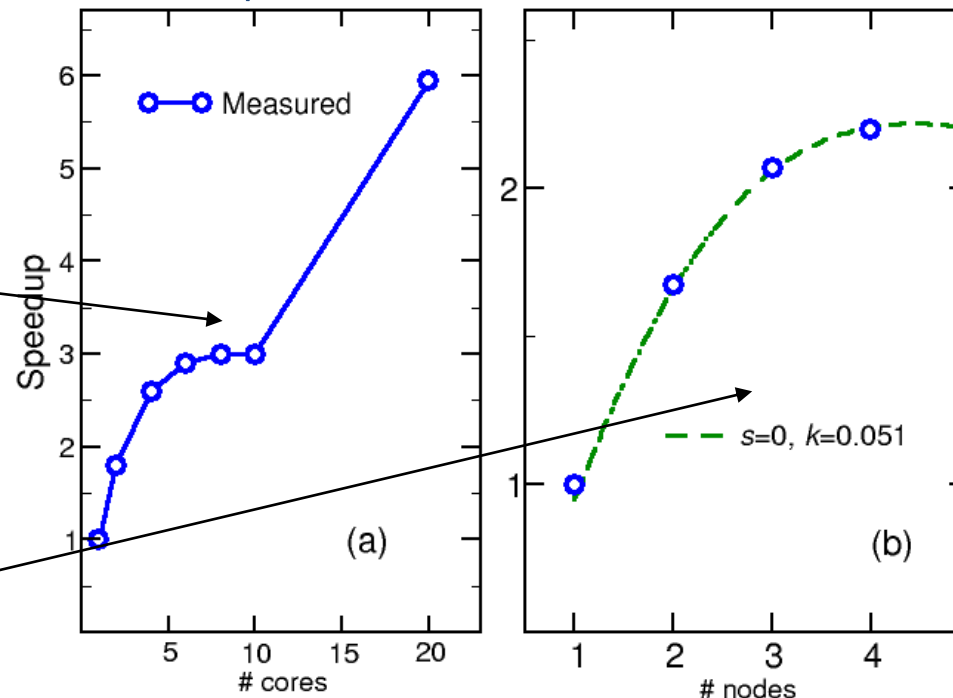 6
5
4
3
2
1
Speedup
Measured
(a)
5 10 15 20
# cores
2
1
s=0, k=0.051
(b)
1 2 3 4
# nodes